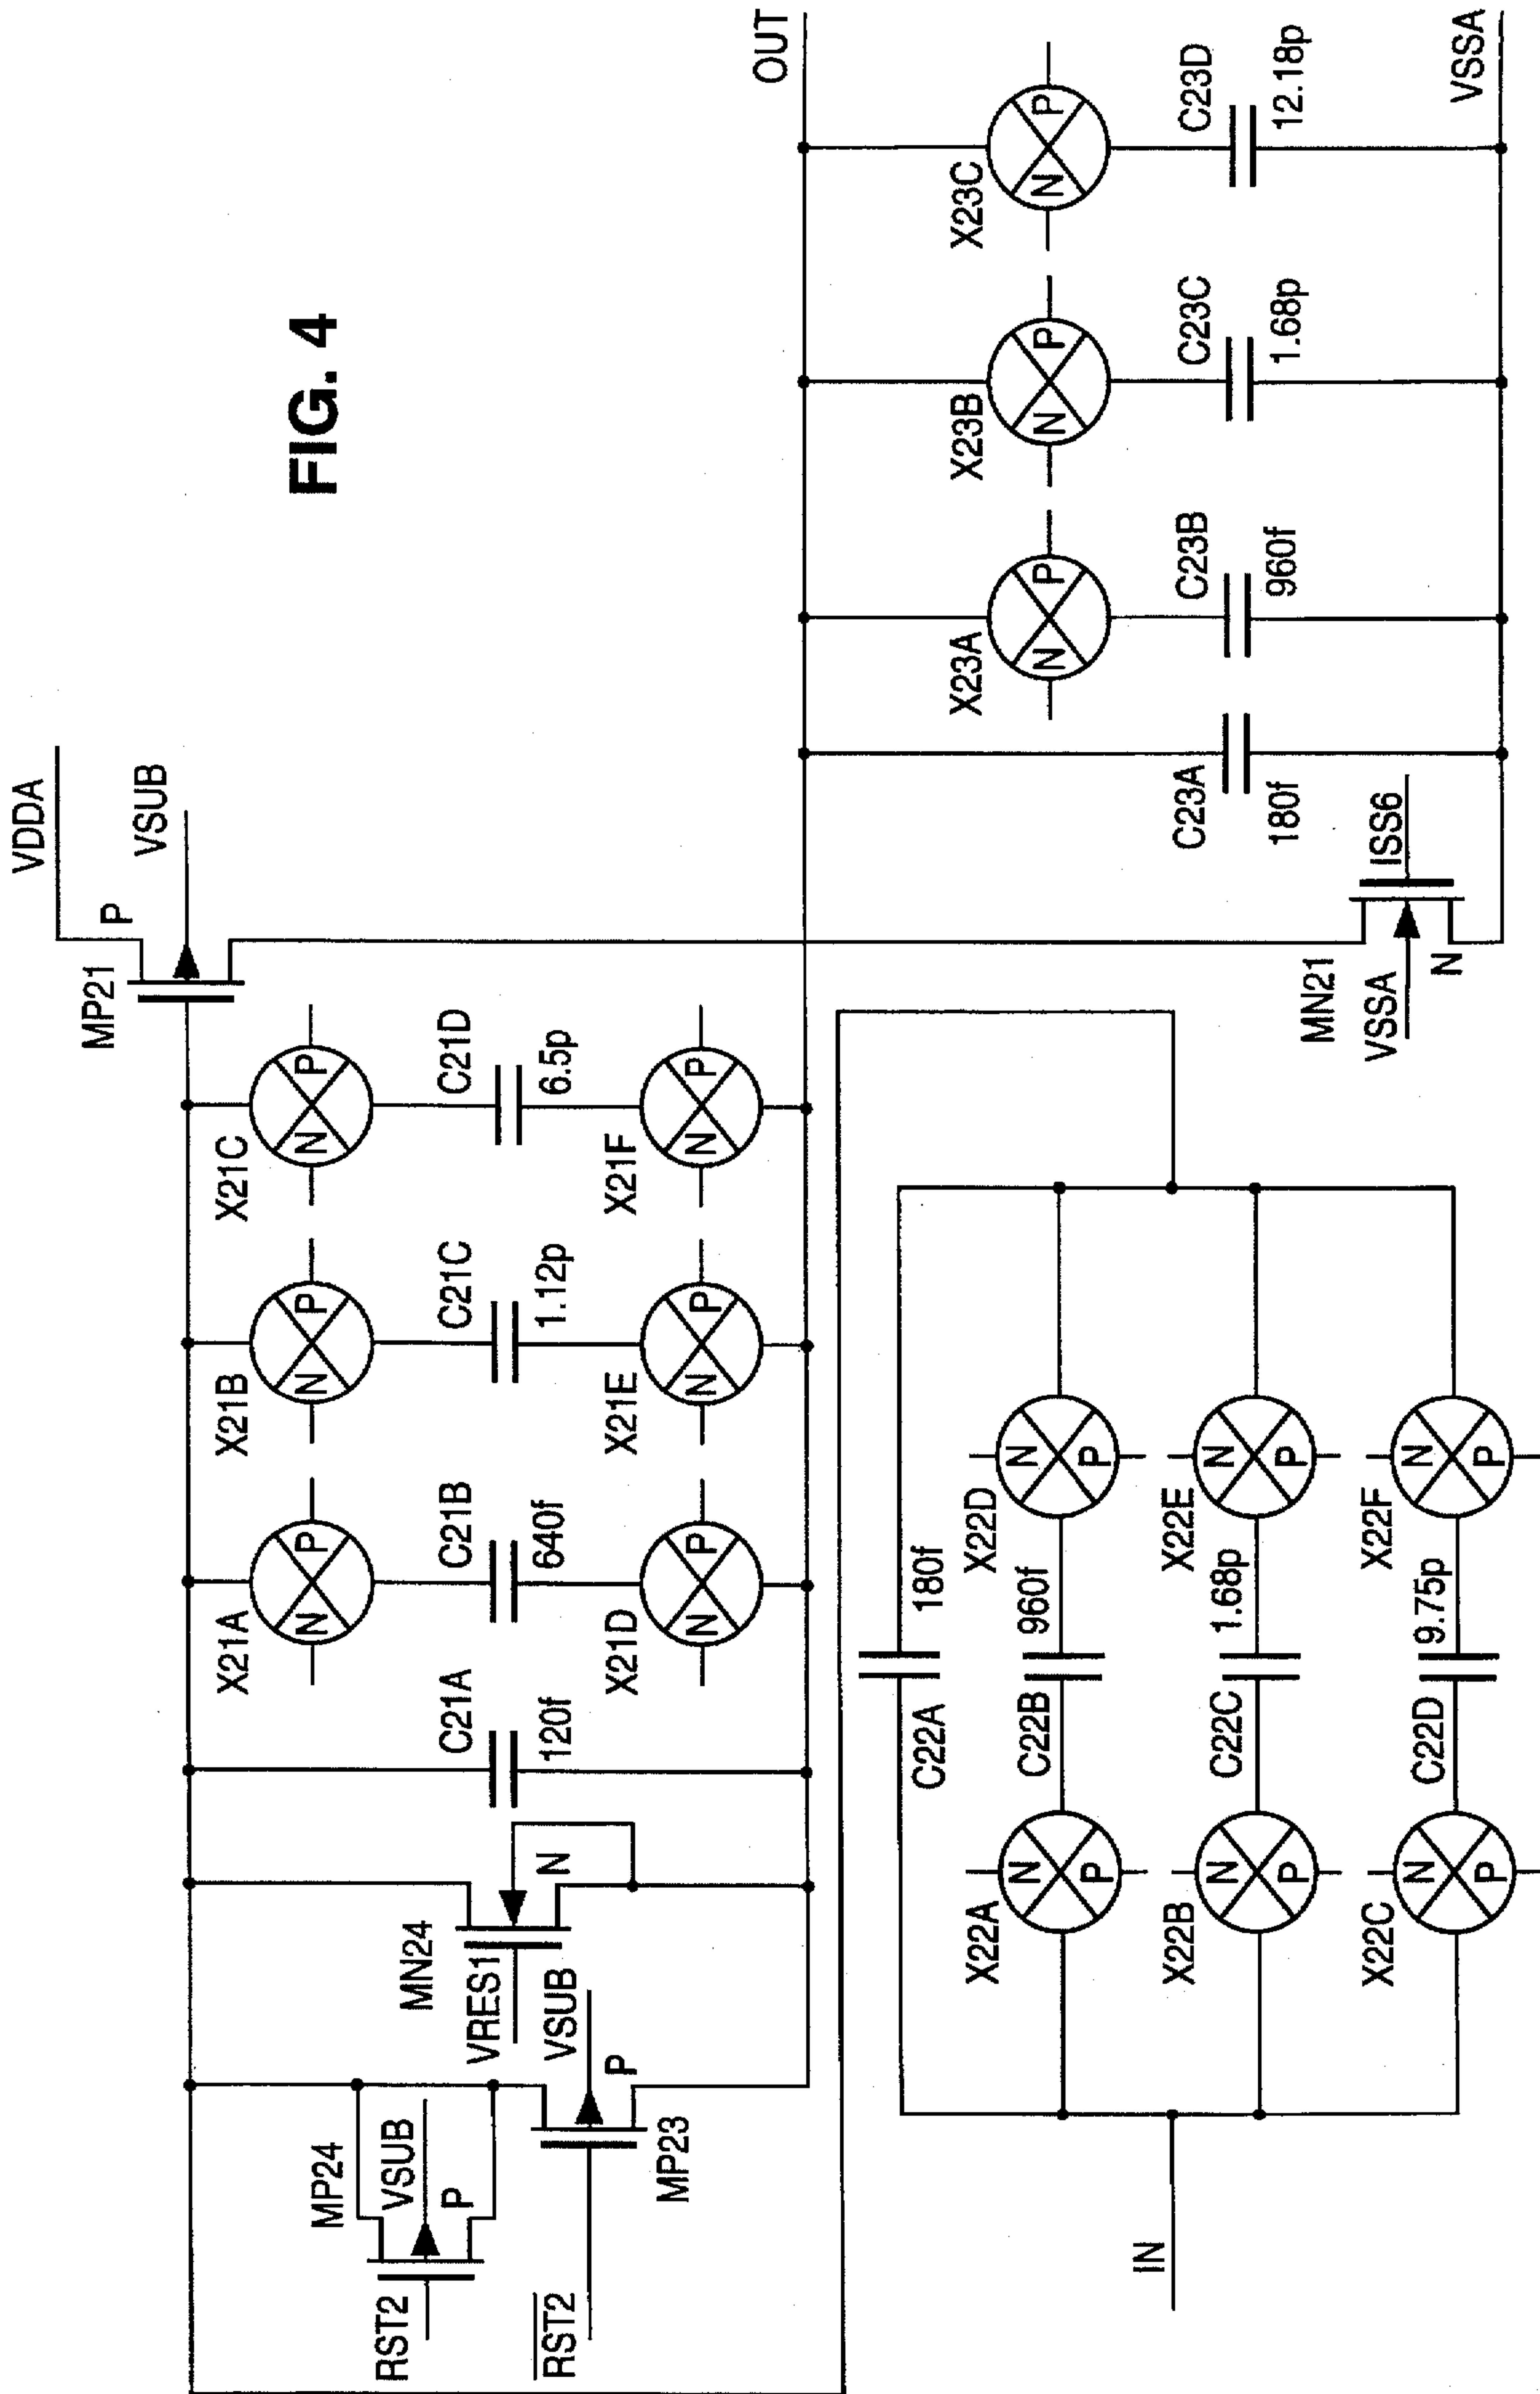 FIG. 4
VDDA
VSUB
P
MP21
X21A
N P
X21B
N P
X21C
N P
C21A
120f
C21B
640f
C21C
1.12p
C21D
6.5p
X21D
N P
X21E
N P
X21F
N P
MP24
VSUB
P
RST2
RST2
MP23
VSUB
P
MN24
VRES1
N
OUT
X23A
N P
X23B
N P
X23C
N P
C23A
180f
C23B
960f
C23C
1.68p
C23D
12.18p
VSSA
MN21
VSSA
N
ISS6
IN
C22A
180f
X22A
N
P
C22B
960f
X22D
N
P
X22B
N
P
C22C
1.68p
X22E
N
P
X22C
N
P
C22D
9.75p
X22F
N
P